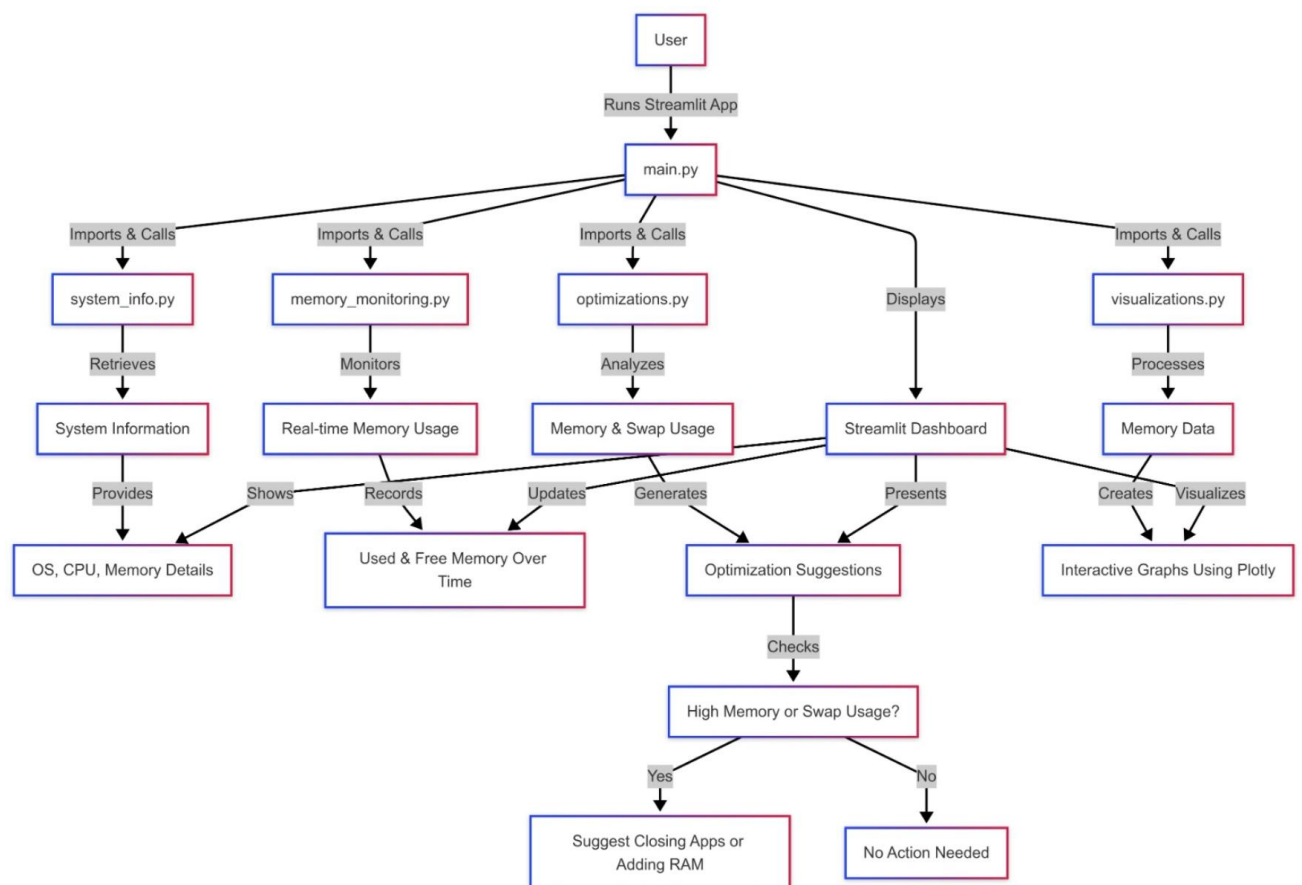 User
Runs Streamlit App
main.py
Imports & Calls
Imports & Calls
Imports & Calls
Imports & Calls
system_info.py
memory_monitoring.py
optimizations.py
Displays
visualizations.py
Retrieves
Monitors
Analyzes
Processes
System Information
Real-time Memory Usage
Memory & Swap Usage
Streamlit Dashboard
Memory Data
Provides
Shows
Records
Updates
Generates
Presents
Creates
Visualizes
OS, CPU, Memory Details
Used & Free Memory Over
Time
Optimization Suggestions
Interactive Graphs Using Plotly
Checks
High Memory or Swap Usage?
Yes
No
Suggest Closing Apps or
Adding RAM
No Action Needed